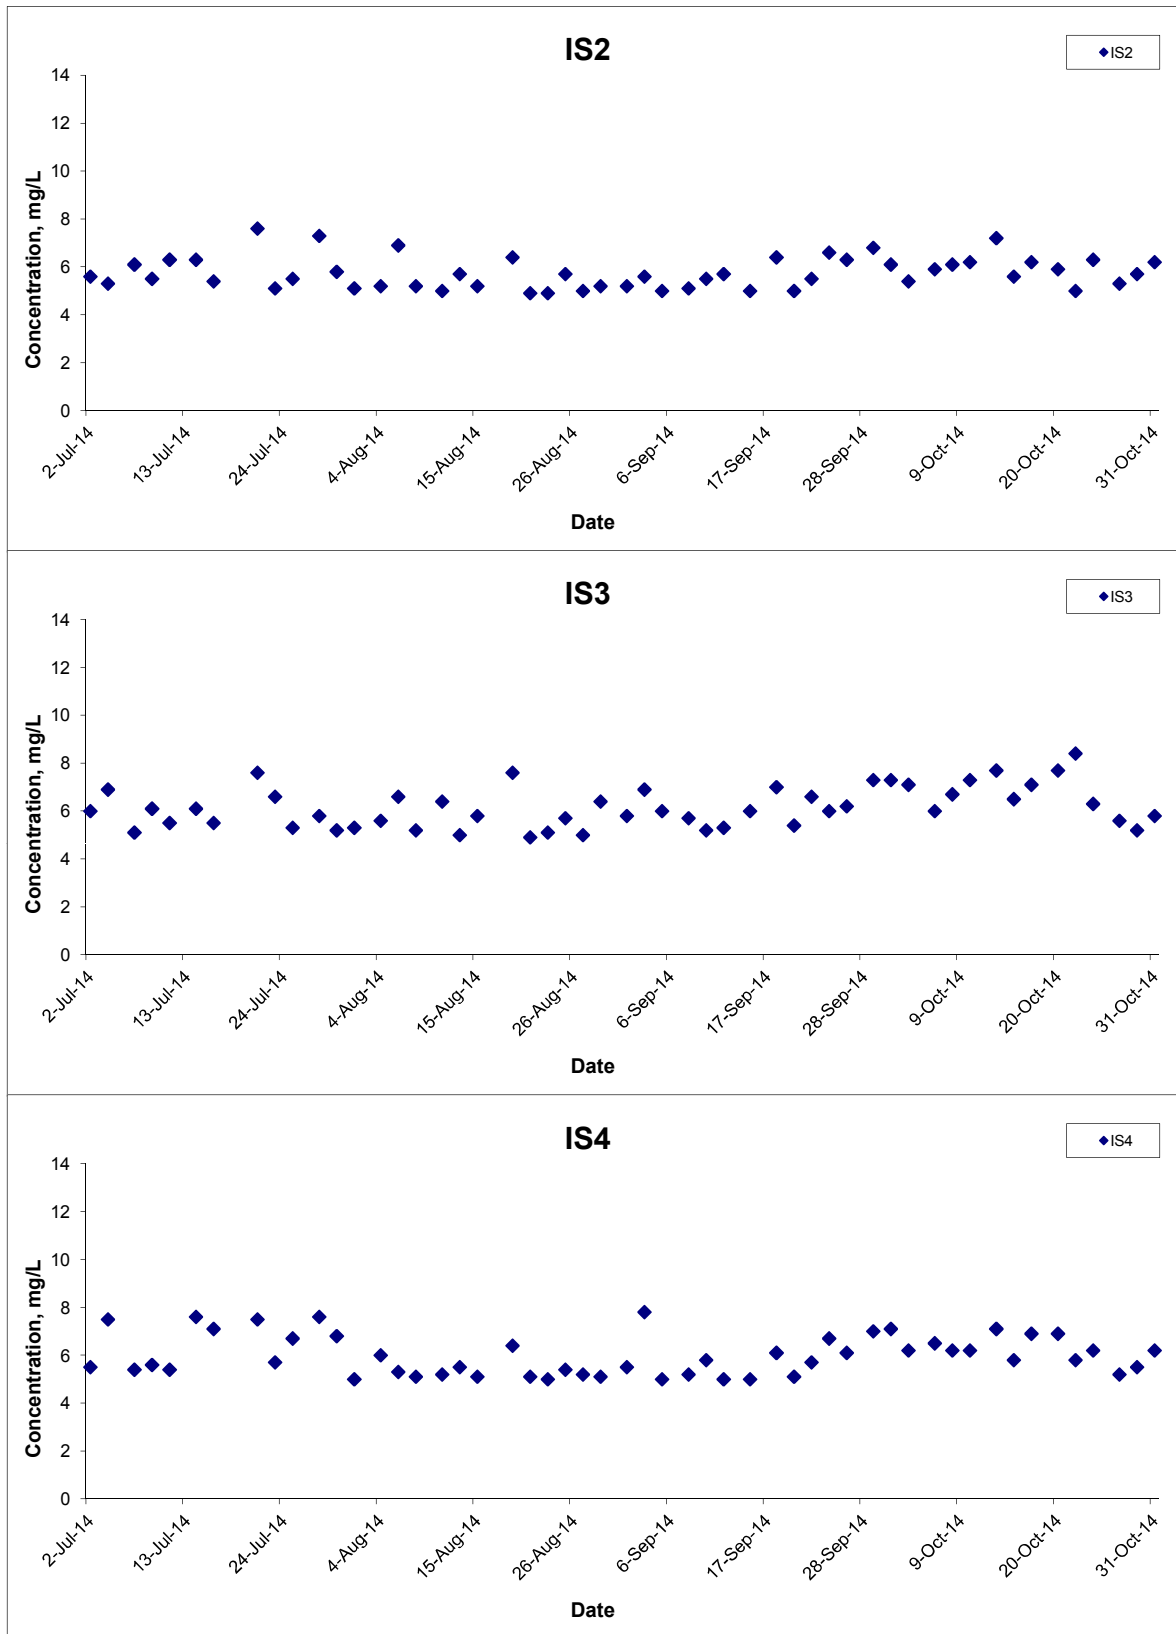 IS2
IS2
14
12
10
8
6
4
2
0
Concentration, mg/L
2-Jul-14
13-Jul-14
24-Jul-14
4-Aug-14
15-Aug-14
26-Aug-14
6-Sep-14
17-Sep-14
28-Sep-14
9-Oct-14
20-Oct-14
31-Oct-14
Date
IS3
IS3
14
12
10
8
6
4
2
0
Concentration, mg/L
2-Jul-14
13-Jul-14
24-Jul-14
4-Aug-14
15-Aug-14
26-Aug-14
6-Sep-14
17-Sep-14
28-Sep-14
9-Oct-14
20-Oct-14
31-Oct-14
Date
IS4
IS4
14
12
10
8
6
4
2
0
Concentration, mg/L
2-Jul-14
13-Jul-14
24-Jul-14
4-Aug-14
15-Aug-14
26-Aug-14
6-Sep-14
17-Sep-14
28-Sep-14
9-Oct-14
20-Oct-14
31-Oct-14
Date